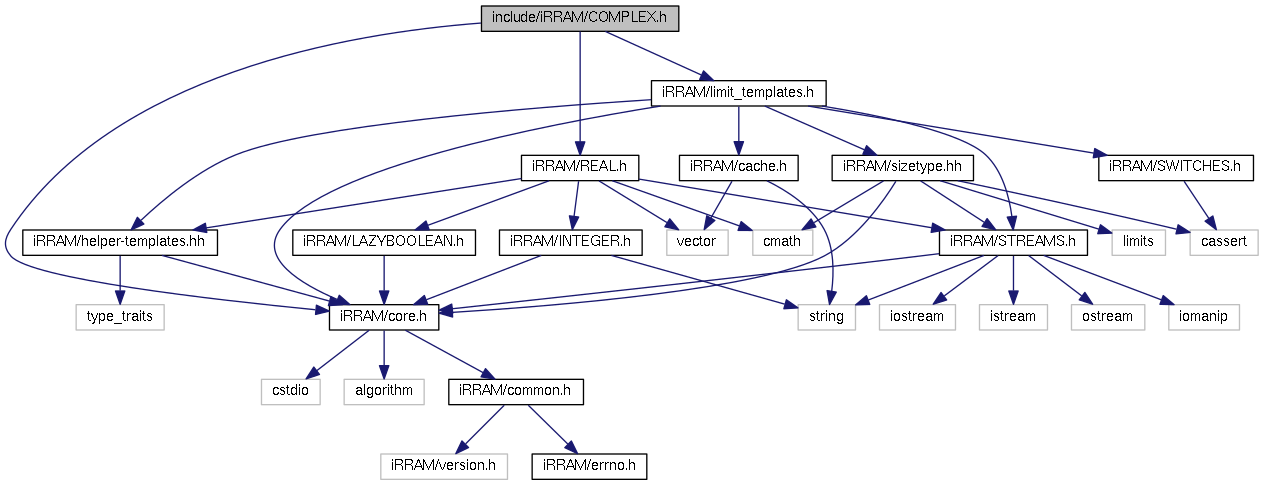 include/iRRAM/COMPLEX.h
iRRAM/limit_templates.h
iRRAM/REAL.h
iRRAM/cache.h
iRRAM/sizetype.hh
iRRAM/SWITCHES.h
iRRAM/helper-templates.hh
iRRAM/LAZYBOOLEAN.h
iRRAM/INTEGER.h
vector
cmath
iRRAM/STREAMS.h
limits
cassert
type_traits
iRRAM/core.h
string
iostream
istream
ostream
iomanip
cstdio
algorithm
iRRAM/common.h
iRRAM/version.h
iRRAM/errno.h